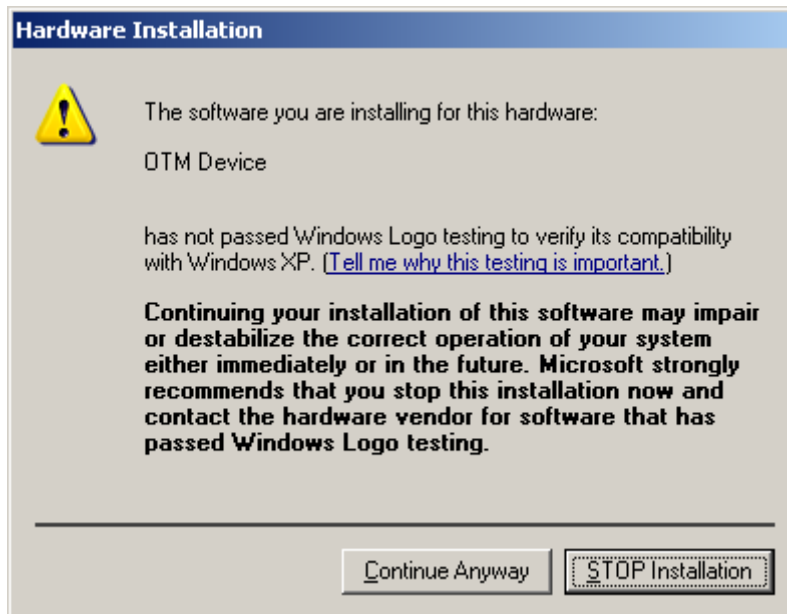 Hardware Installation
The software you are installing for this hardware:
OTM Device
has not passed Windows Logo testing to verify its compatibility
with Windows XP. (Tell me why this testing is important.)
Continuing your installation of this software may impair
or destabilize the correct operation of your system
either immediately or in the future. Microsoft strongly
recommends that you stop this installation now and
contact the hardware vendor for software that has
passed Windows Logo testing.
Continue Anyway STOP Installation